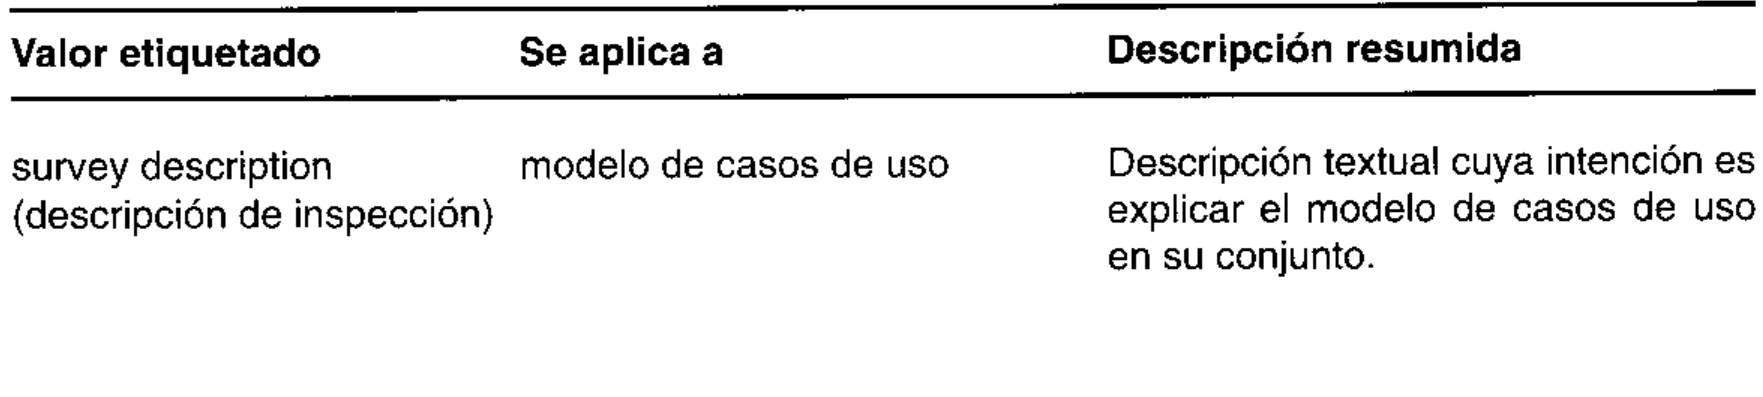 Valor etiquetado Se aplica a Descripción resumida
survey description modelo de casos de uso Descripción textual cuya intención es
(descripción de inspección) explicar el modelo de casos de uso
en su conjunto.